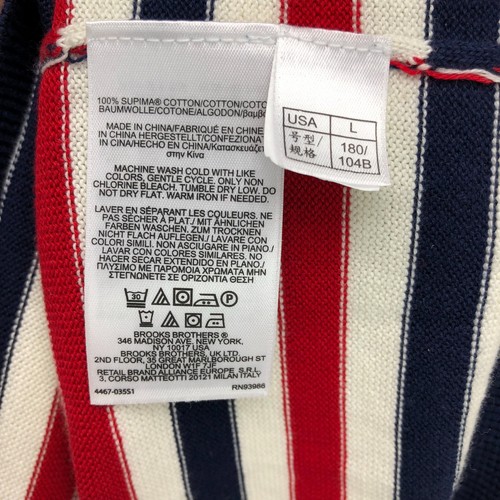 100% SUPIMA® COTTON/COTON/COTO
BAUMWOLLE/COTONE/ALGODON/βαμβά
MADE IN CHINA/FABRIQUÉ EN CHINE
IN CHINA HERGESTELLT/CONFEZIONATO
IN CINA/HECHO EN CHINA/Κατασκευάζετ
στην Κίνα
MACHINE WASH COLD WITH LIKE
COLORS, GENTLE CYCLE. ONLY NON
CHLORINE BLEACH. TUMBLE DRY LOW. DO
NOT DRY FLAT. WARM IRON IF NEEDED.
LAVER EN SÉPARANT LES COULEURS. NE
PAS SÉCHER À PLAT./ MIT ÄHNLICHEN
FARBEN WASCHEN, ZUM TROCKNEN
NICHT FLACH AUFLEGEN./ LAVARE CON
COLORI SIMILI. NON ASCIUGARE IN PIANO./
LAVAR CON COLORES SIMILARES. NO
HACER SECAR EXTENDIDO EN PLANO./
ΠΛΥΣΙΜΟ ΜΕ ΠΑΡΟΜΟΙΑ ΧΡΩΜΑΤΑ ΜΗ
ΣΤΕΓΝΩΝΕΤΕ ΣΕ ΟΡΙΖΟΝΤΙΑ ΘΕΣΗ
30
BROOKS BROTHERS ®
346 MADISON AVE, NEW YORK,
NY 10017 USA
BROOKS BROTHERS, UK LTD
2ND FLOOR, 35 GREAT MARLBOROUGH ST
LONDON W1F 7JF
RETAIL BRAND ALLIANCE EUROPE, S.R.L
3, CORSO MATTEOTTI 20121 MILAN ITALY
4467-03551 RN93986
USA L
号型/ 180/
规格 104B